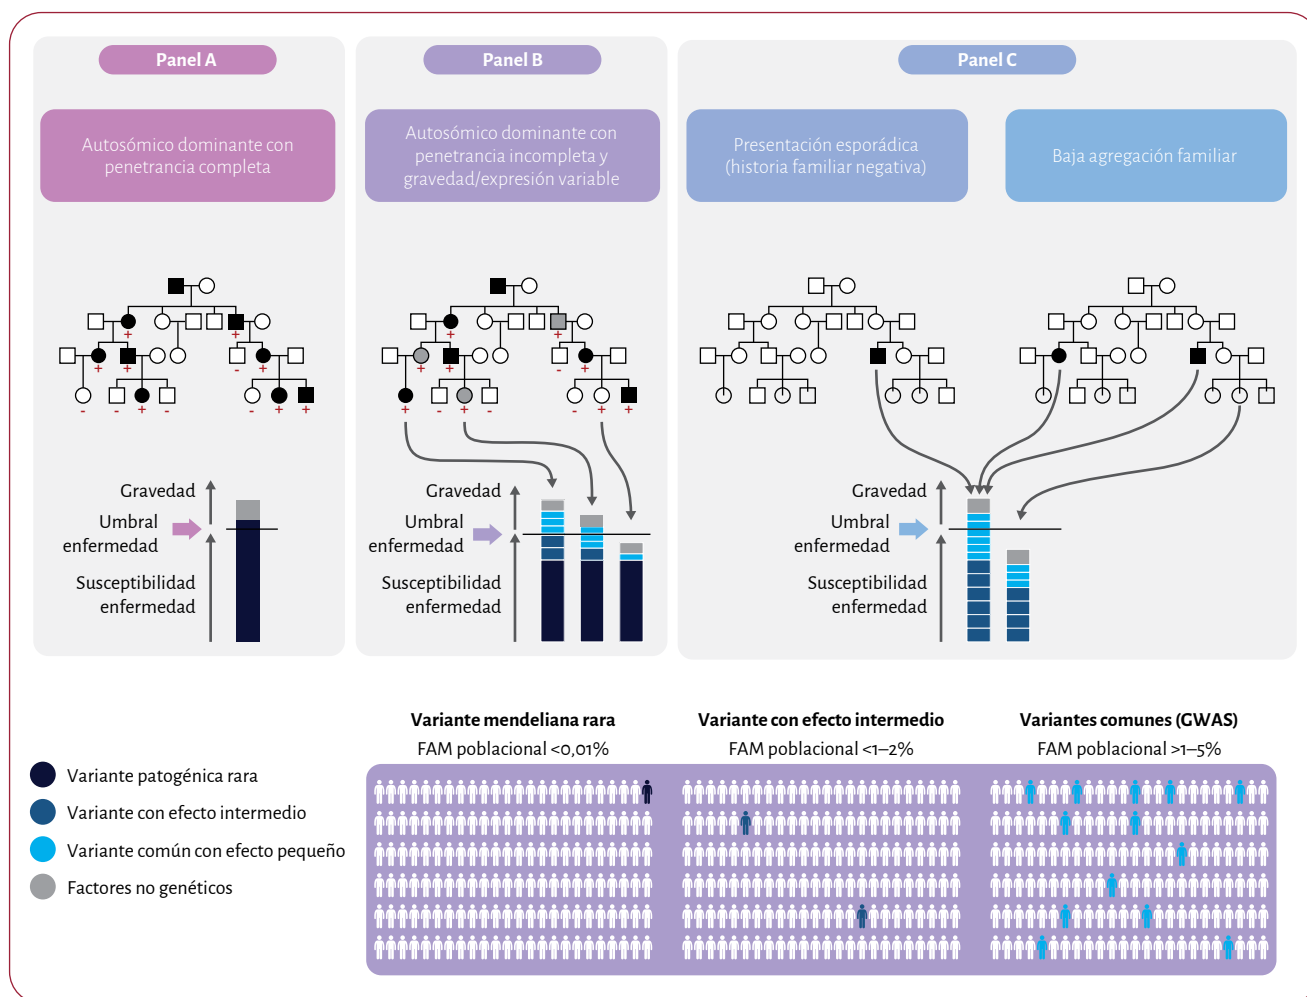 Panel A
Panel B
Panel C
Autosómico dominante con
penetrancia completa
Autosómico dominante con
penetrancia incompleta y
gravedad/expresión variable
Presentación esporádica
(historia familiar negativa)
Baja agregación familiar
+
+
+
+
-
+
-
-
+
-
-
+
+
+
+
+
+
-
+
+
-
+
-
-
+
+
Gravedad
Umbral
enfermedad
Susceptibilidad
enfermedad
Gravedad
Umbral
enfermedad
Susceptibilidad
enfermedad
Gravedad
Umbral
enfermedad
Susceptibilidad
enfermedad
Variante patogénica rara
Variante con efecto intermedio
Variante común con efecto pequeño
Factores no genéticos
Variante mendeliana rara
FAM poblacional <0,01%
Variante con efecto intermedio
FAM poblacional <1–2%
Variantes comunes (GWAS)
FAM poblacional >1–5%